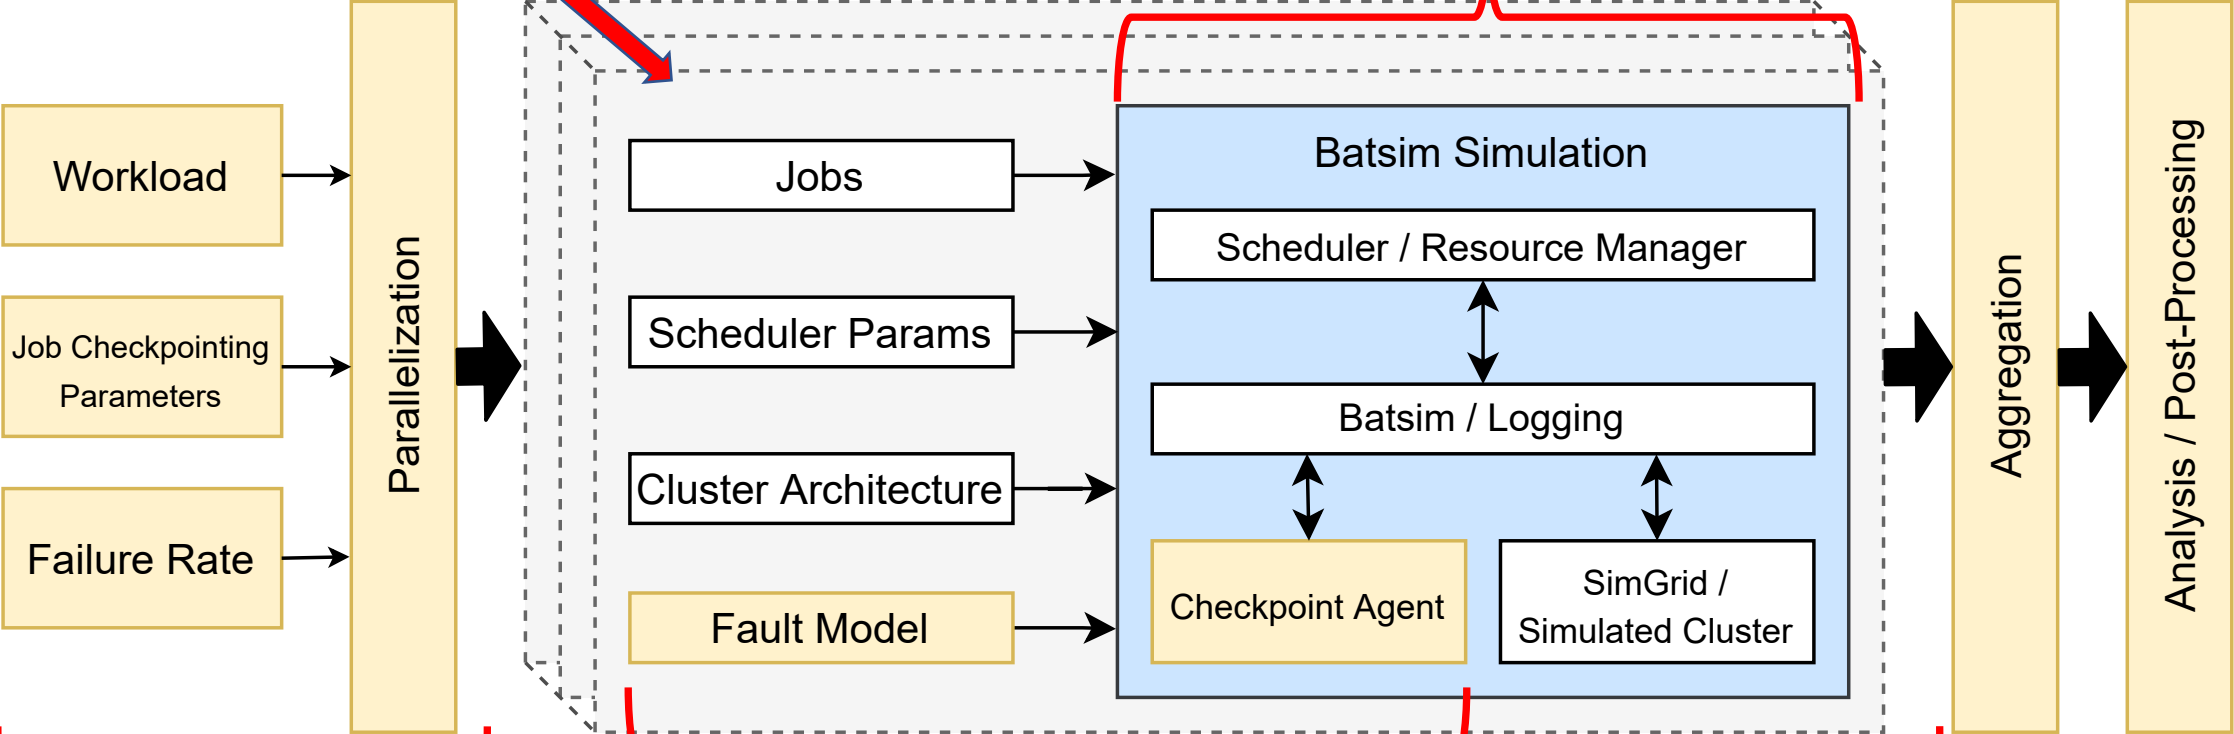 Workload
Job Checkpointing
Parameters
Failure Rate
Parallelization
Jobs
Scheduler Params
Cluster Architecture
Fault Model
Batsim Simulation
Scheduler / Resource Manager
Batsim / Logging
Checkpoint Agent
SimGrid /
Simulated Cluster
Aggregation
Analysis / Post-Processing